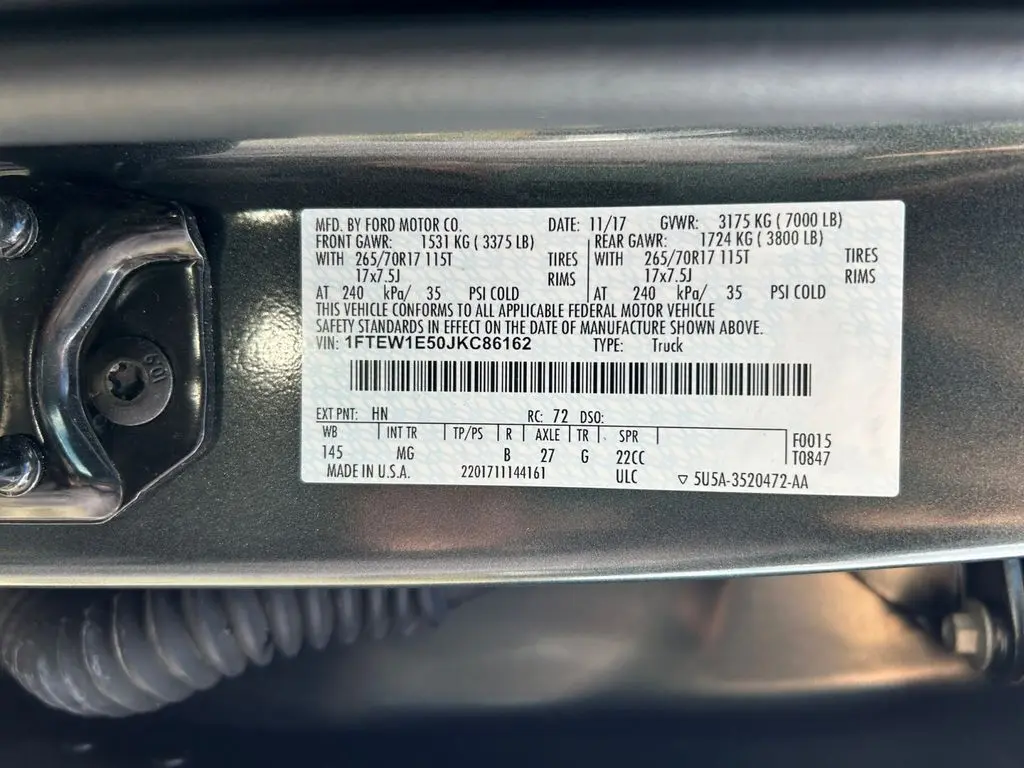 MFD. BY FORD MOTOR CO. DATE: 11/17 GVWR: 3175 KG ( 7000 LB)
FRONT GAWR: 1531 KG ( 3375 LB) REAR GAWR: 1724 KG ( 3800 LB)
WITH 265/70R17 115T TIRES WITH 265/70R17 115T TIRES
17x7.5J RIMS 17x7.5J RIMS
AT 240 kPa/ 35 PSI COLD AT 240 kPa/ 35 PSI COLD
THIS VEHICLE CONFORMS TO ALL APPLICABLE FEDERAL MOTOR VEHICLE
SAFETY STANDARDS IN EFFECT ON THE DATE OF MANUFACTURE SHOWN ABOVE.
VIN: 1FTEW1E50JKC86162 TYPE: Truck
EXT PNT: HN RC: 72 DSO:
WB INT TR TP/PS R AXLE TR SPR F0015
145 MG B 27 G 22CC T0847
MADE IN U.S.A. 2201711144161 ULC ▽ 5U5A-3520472-AA
10.9